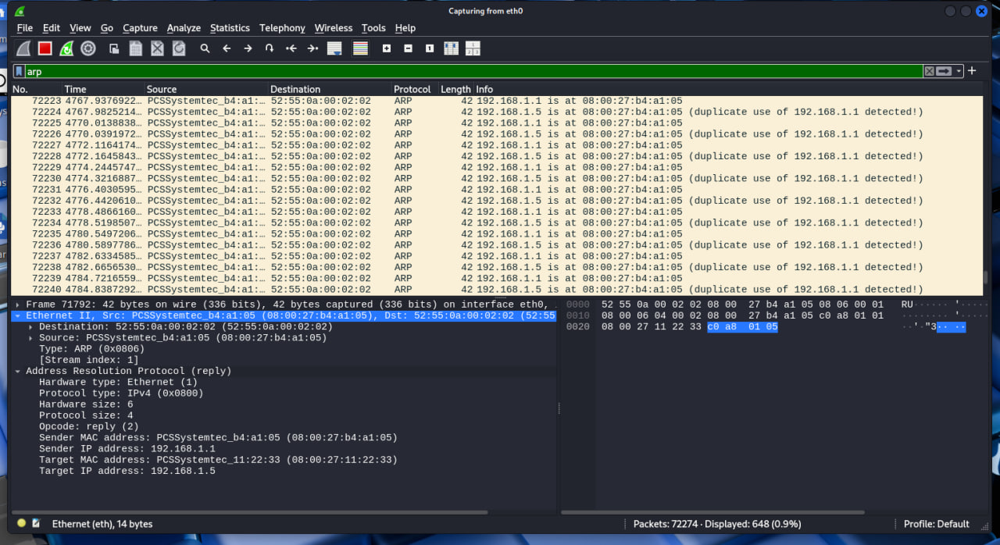 Capturing from eth0
File Edit View Go Capture Analyze Statistics Telephony Wireless Tools Help
arp
No. Time Source Destination Protocol Length Info
72223 4767.9376922… PCSSystemtec_b4:a1:… 52:55:0a:00:02:02 ARP 42 192.168.1.1 is at 08:00:27:b4:a1:05
72224 4767.9825214… PCSSystemtec_b4:a1:… 52:55:0a:00:02:02 ARP 42 192.168.1.5 is at 08:00:27:b4:a1:05 (duplicate use of 192.168.1.1 detected!)
72225 4770.0138838… PCSSystemtec_b4:a1:… 52:55:0a:00:02:02 ARP 42 192.168.1.1 is at 08:00:27:b4:a1:05
72226 4770.0391972… PCSSystemtec_b4:a1:… 52:55:0a:00:02:02 ARP 42 192.168.1.5 is at 08:00:27:b4:a1:05 (duplicate use of 192.168.1.1 detected!)
72227 4772.1164174… PCSSystemtec_b4:a1:… 52:55:0a:00:02:02 ARP 42 192.168.1.1 is at 08:00:27:b4:a1:05
72228 4772.1645843… PCSSystemtec_b4:a1:… 52:55:0a:00:02:02 ARP 42 192.168.1.5 is at 08:00:27:b4:a1:05 (duplicate use of 192.168.1.1 detected!)
72229 4774.2445747… PCSSystemtec_b4:a1:… 52:55:0a:00:02:02 ARP 42 192.168.1.1 is at 08:00:27:b4:a1:05
72230 4774.3216887… PCSSystemtec_b4:a1:… 52:55:0a:00:02:02 ARP 42 192.168.1.5 is at 08:00:27:b4:a1:05 (duplicate use of 192.168.1.1 detected!)
72231 4776.4030595… PCSSystemtec_b4:a1:… 52:55:0a:00:02:02 ARP 42 192.168.1.1 is at 08:00:27:b4:a1:05
72232 4776.4420610… PCSSystemtec_b4:a1:… 52:55:0a:00:02:02 ARP 42 192.168.1.5 is at 08:00:27:b4:a1:05 (duplicate use of 192.168.1.1 detected!)
72233 4778.4866160… PCSSystemtec_b4:a1:… 52:55:0a:00:02:02 ARP 42 192.168.1.1 is at 08:00:27:b4:a1:05
72234 4778.5198507… PCSSystemtec_b4:a1:… 52:55:0a:00:02:02 ARP 42 192.168.1.5 is at 08:00:27:b4:a1:05 (duplicate use of 192.168.1.1 detected!)
72235 4780.5497206… PCSSystemtec_b4:a1:… 52:55:0a:00:02:02 ARP 42 192.168.1.1 is at 08:00:27:b4:a1:05
72236 4780.5897786… PCSSystemtec_b4:a1:… 52:55:0a:00:02:02 ARP 42 192.168.1.5 is at 08:00:27:b4:a1:05 (duplicate use of 192.168.1.1 detected!)
72237 4782.6334585… PCSSystemtec_b4:a1:… 52:55:0a:00:02:02 ARP 42 192.168.1.1 is at 08:00:27:b4:a1:05
72238 4782.6656530… PCSSystemtec_b4:a1:… 52:55:0a:00:02:02 ARP 42 192.168.1.5 is at 08:00:27:b4:a1:05 (duplicate use of 192.168.1.1 detected!)
72239 4784.7216559… PCSSystemtec_b4:a1:… 52:55:0a:00:02:02 ARP 42 192.168.1.1 is at 08:00:27:b4:a1:05
72240 4784.8387292… PCSSystemtec_b4:a1:… 52:55:0a:00:02:02 ARP 42 192.168.1.5 is at 08:00:27:b4:a1:05 (duplicate use of 192.168.1.1 detected!)
Frame 71792: 42 bytes on wire (336 bits), 42 bytes captured (336 bits) on interface eth0,
Ethernet II, Src: PCSSystemtec_b4:a1:05 (08:00:27:b4:a1:05), Dst: 52:55:0a:00:02:02 (52:55
Destination: 52:55:0a:00:02:02 (52:55:0a:00:02:02)
Source: PCSSystemtec_b4:a1:05 (08:00:27:b4:a1:05)
Type: ARP (0x0806)
[Stream index: 1]
Address Resolution Protocol (reply)
Hardware type: Ethernet (1)
Protocol type: IPv4 (0x0800)
Hardware size: 6
Protocol size: 4
Opcode: reply (2)
Sender MAC address: PCSSystemtec_b4:a1:05 (08:00:27:b4:a1:05)
Sender IP address: 192.168.1.1
Target MAC address: PCSSystemtec_11:22:33 (08:00:27:11:22:33)
Target IP address: 192.168.1.5
0000 52 55 0a 00 02 02 08 00 27 b4 a1 05 08 06 00 01 RU······ '·····
0010 08 00 06 04 00 02 08 00 27 b4 a1 05 c0 a8 01 01 ········ '·····
0020 08 00 27 11 22 33 c0 a8 01 05 ··'·"3·· ··
Ethernet (eth), 14 bytes
Packets: 72274 · Displayed: 648 (0.9%)
Profile: Default